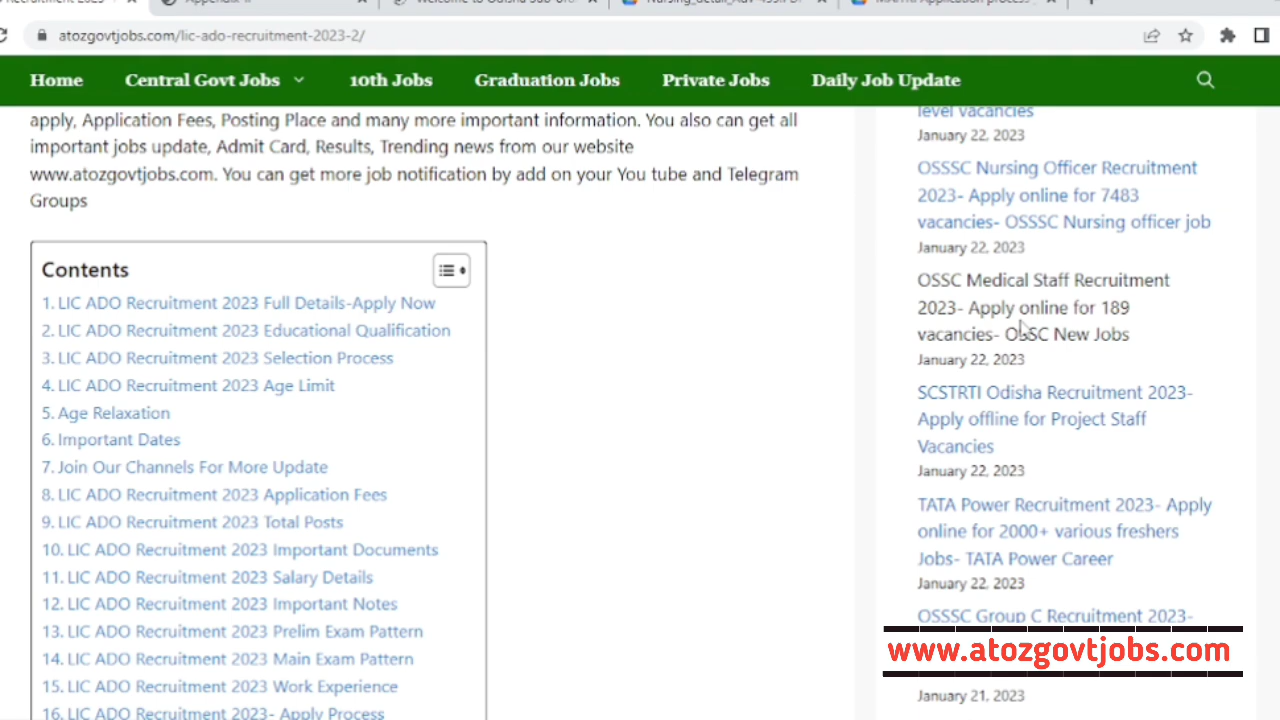 Appendix-II
atozgovtjobs.com/lic-ado-recruitment-2023-2/
Home
Central Govt Jobs
10th Jobs
Graduation Jobs
Private Jobs
Daily Job Update
apply, Application Fees, Posting Place and many more important information. You also can get all
important jobs update, Admit Card, Results, Trending news from our website
www.atozgovtjobs.com. You can get more job notification by add on your You tube and Telegram
Groups
Contents
1. LIC ADO Recruitment 2023 Full Details-Apply Now
2. LIC ADO Recruitment 2023 Educational Qualification
3. LIC ADO Recruitment 2023 Selection Process
4. LIC ADO Recruitment 2023 Age Limit
5. Age Relaxation
6. Important Dates
7. Join Our Channels For More Update
8. LIC ADO Recruitment 2023 Application Fees
9. LIC ADO Recruitment 2023 Total Posts
10. LIC ADO Recruitment 2023 Important Documents
11. LIC ADO Recruitment 2023 Salary Details
12. LIC ADO Recruitment 2023 Important Notes
13. LIC ADO Recruitment 2023 Prelim Exam Pattern
14. LIC ADO Recruitment 2023 Main Exam Pattern
15. LIC ADO Recruitment 2023 Work Experience
16. LIC ADO Recruitment 2023- Apply Process
level vacancies
January 22, 2023
OSSSC Nursing Officer Recruitment
2023- Apply online for 7483
vacancies- OSSSC Nursing officer job
January 22, 2023
OSSC Medical Staff Recruitment
2023- Apply online for 189
vacancies- OSSC New Jobs
January 22, 2023
SCSTRTI Odisha Recruitment 2023-
Apply offline for Project Staff
Vacancies
January 22, 2023
TATA Power Recruitment 2023- Apply
online for 2000+ various freshers
Jobs- TATA Power Career
January 22, 2023
OSSSC Group C Recruitment 2023-
www.atozgovtjobs.com
January 21, 2023